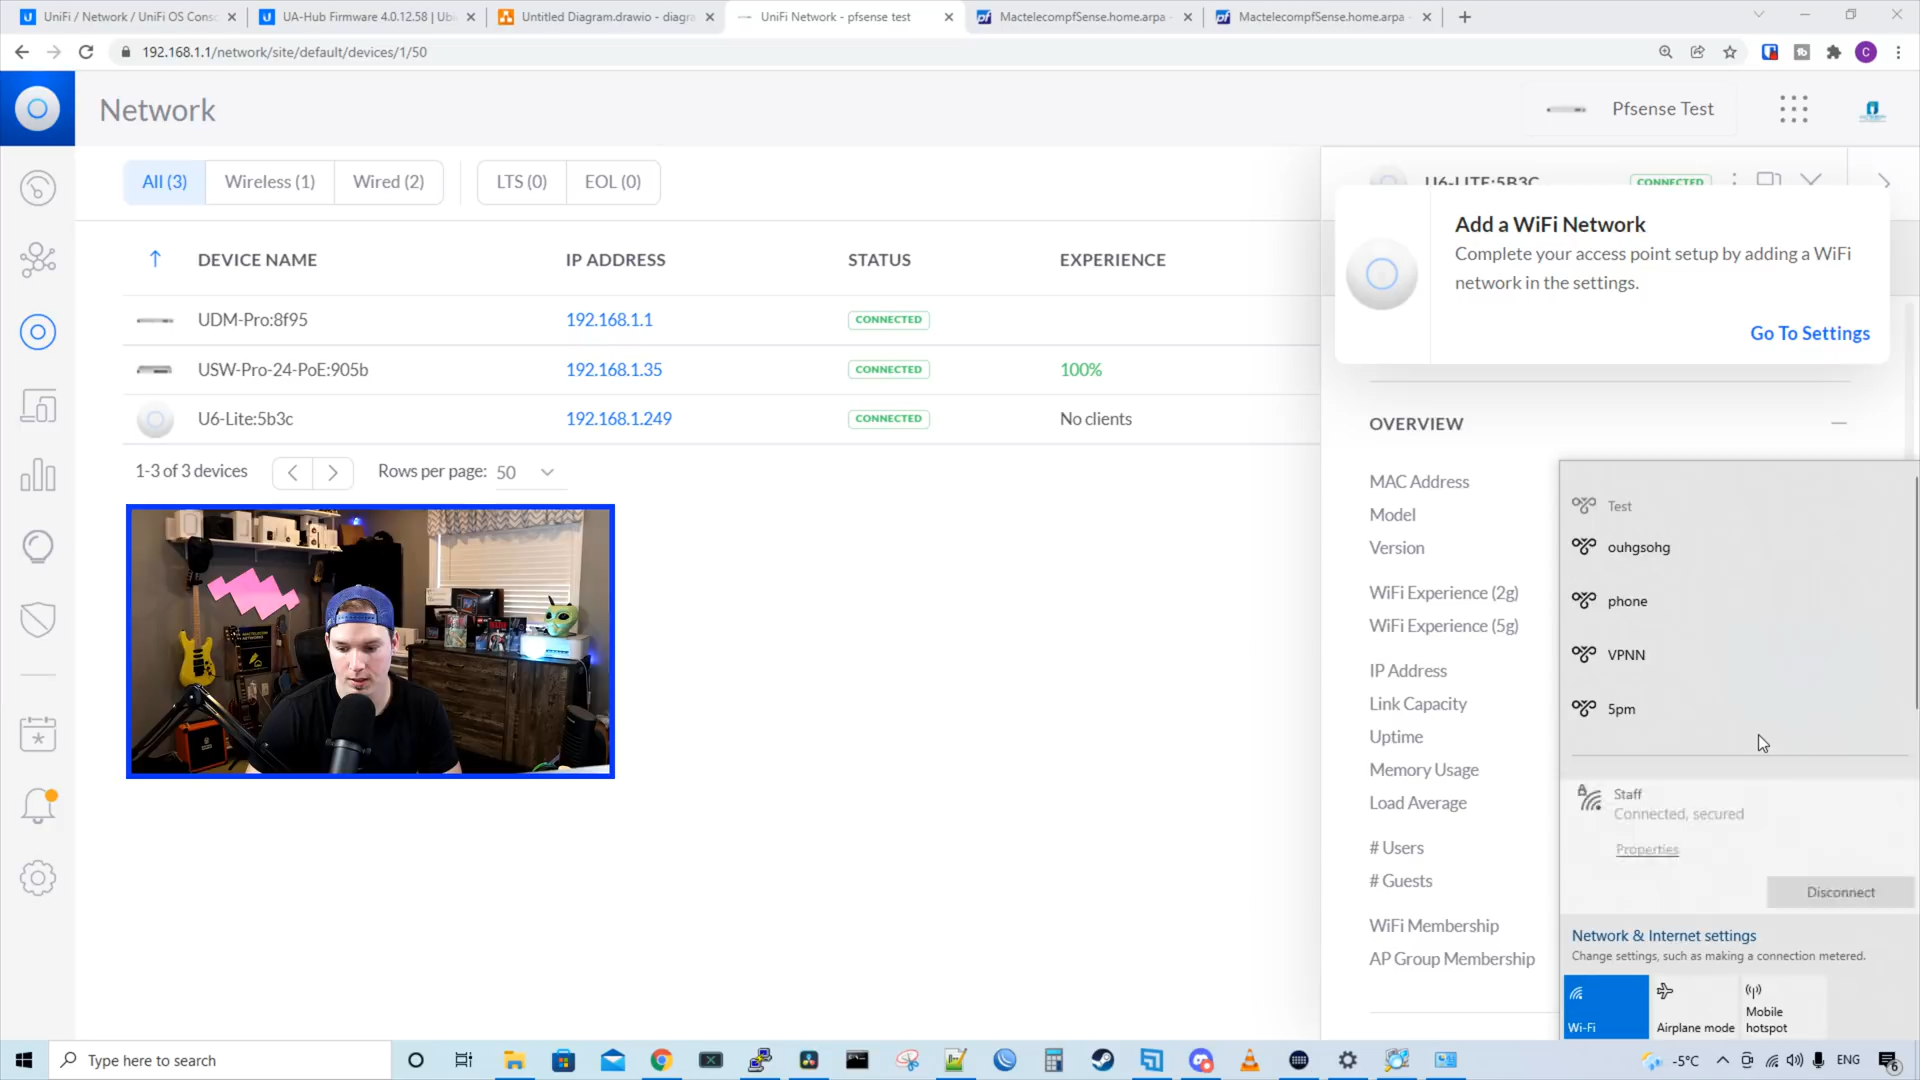 UniFi / Network / UniFi OS Conso
UA-Hub Firmware 4.0.12.58 | Ubi
Untitled Diagram.drawio - diagra
UniFi Network - pfsense test
MactelecompfSense.home.arpa
MactelecompfSense.home.arpa
192.168.1.1/network/site/default/devices/1/50
C
Network
Pfsense Test
All (3)
Wireless (1)
Wired (2)
LTS (0)
EOL (0)
U6-LITE:5B3C
CONNECTED
DEVICE NAME
IP ADDRESS
STATUS
EXPERIENCE
UDM-Pro:8f95
192.168.1.1
CONNECTED
USW-Pro-24-PoE:905b
192.168.1.35
CONNECTED
100%
U6-Lite:5b3c
192.168.1.249
CONNECTED
No clients
1-3 of 3 devices
Rows per page: 50
Add a WiFi Network
Complete your access point setup by adding a WiFi
network in the settings.
Go To Settings
OVERVIEW
MAC Address
Model
Version
WiFi Experience (2g)
WiFi Experience (5g)
IP Address
Link Capacity
Uptime
Memory Usage
Load Average
# Users
# Guests
WiFi Membership
AP Group Membership
Test
ouhgsohg
phone
VPNN
5pm
Staff
Connected, secured
Properties
Disconnect
Network & Internet settings
Change settings, such as making a connection metered.
Wi-Fi
Airplane mode
Mobile
hotspot
Type here to search
-5°C
ENG
6